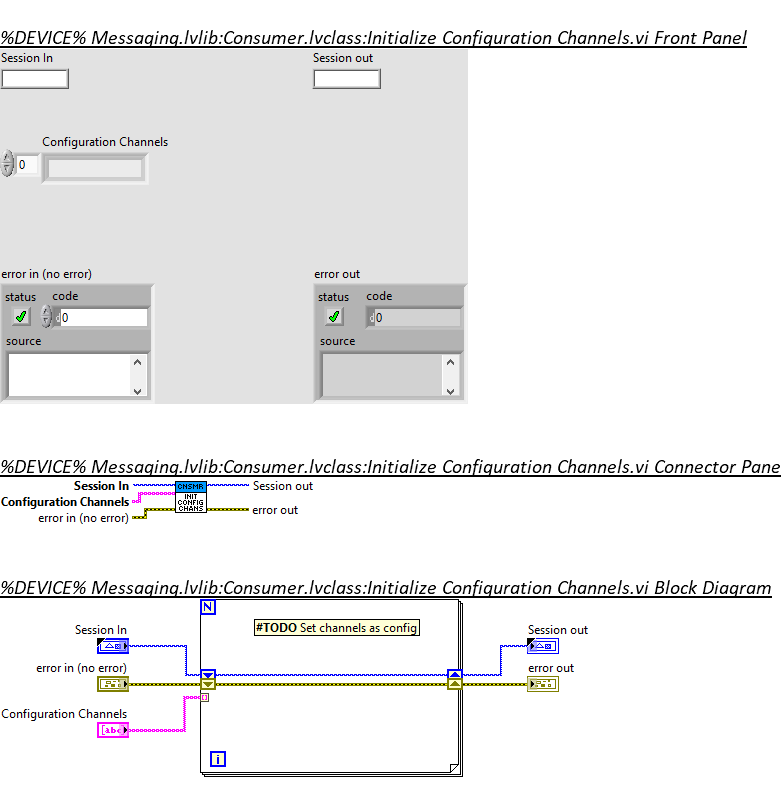 %DEVICE% Messaging.lvlib:Consumer.lvclass:Initialize Configuration Channels.vi Front Panel
Session In
Session out
Configuration Channels
0
error in (no error)
error out
status code
status code
d0
d0
source
source
%DEVICE% Messaging.lvlib:Consumer.lvclass:Initialize Configuration Channels.vi Connector Pane
Session In
CNSMR
Session out
Configuration Channels
INIT
CONFIG
CHANS
error in (no error)
error out
%DEVICE% Messaging.lvlib:Consumer.lvclass:Initialize Configuration Channels.vi Block Diagram
N
#TODO Set channels as config
Session In
Session out
error in (no error)
error out
Configuration Channels
[abc]
i